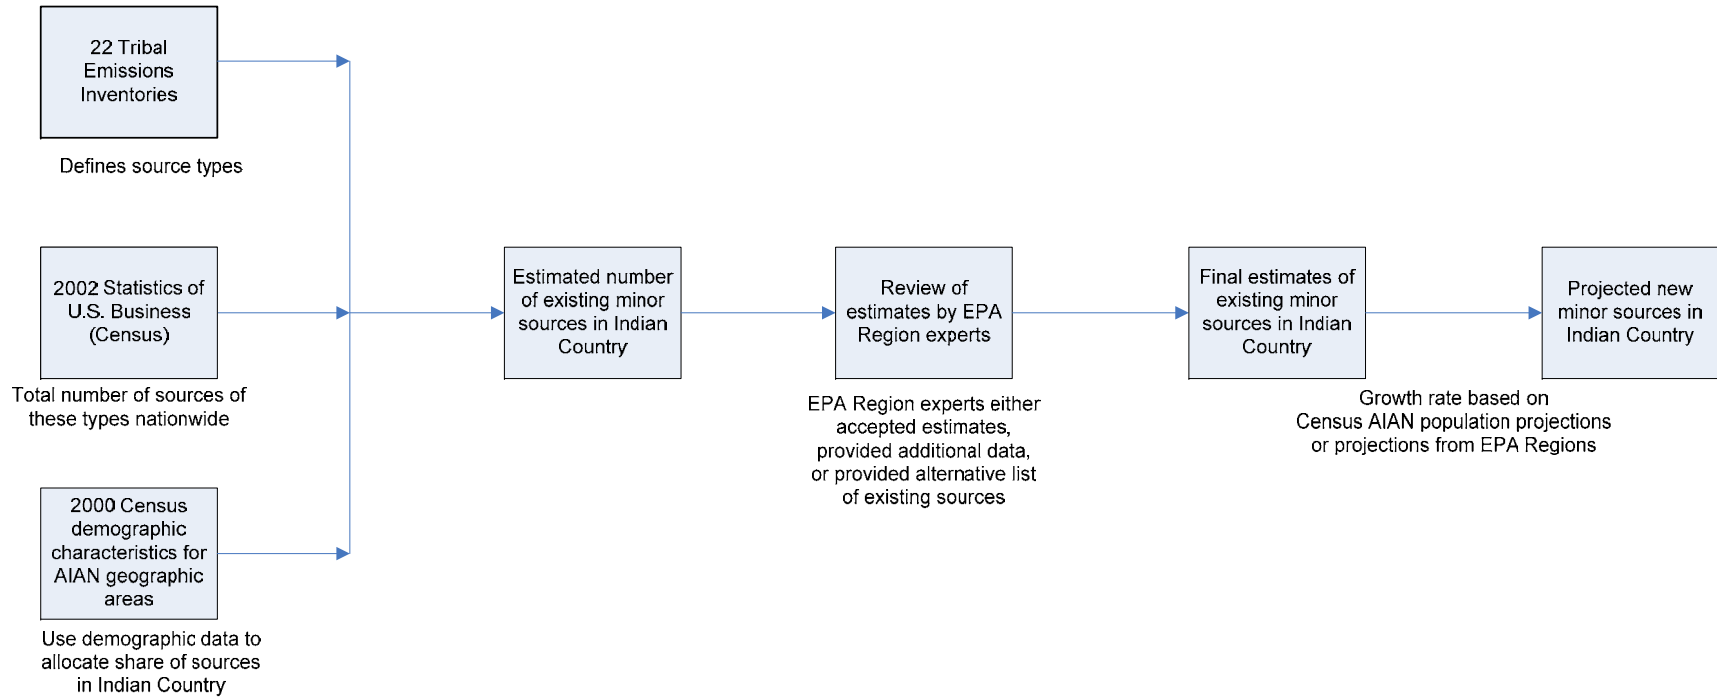 22 Tribal
Emissions
Inventories
Defines source types
2002 Statistics of
U.S. Business
(Census)
Total number of sources of
these types nationwide
2000 Census
demographic
characteristics for
AIAN geographic
areas
Use demographic data to
allocate share of sources
in Indian Country
Estimated number
of existing minor
sources in Indian
Country
Review of
estimates by EPA
Region experts
EPA Region experts either
accepted estimates,
provided additional data,
or provided alternative list
of existing sources
Final estimates of
existing minor
sources in Indian
Country
Growth rate based on
Census AIAN population projections
or projections from EPA Regions
Projected new
minor sources in
Indian Country